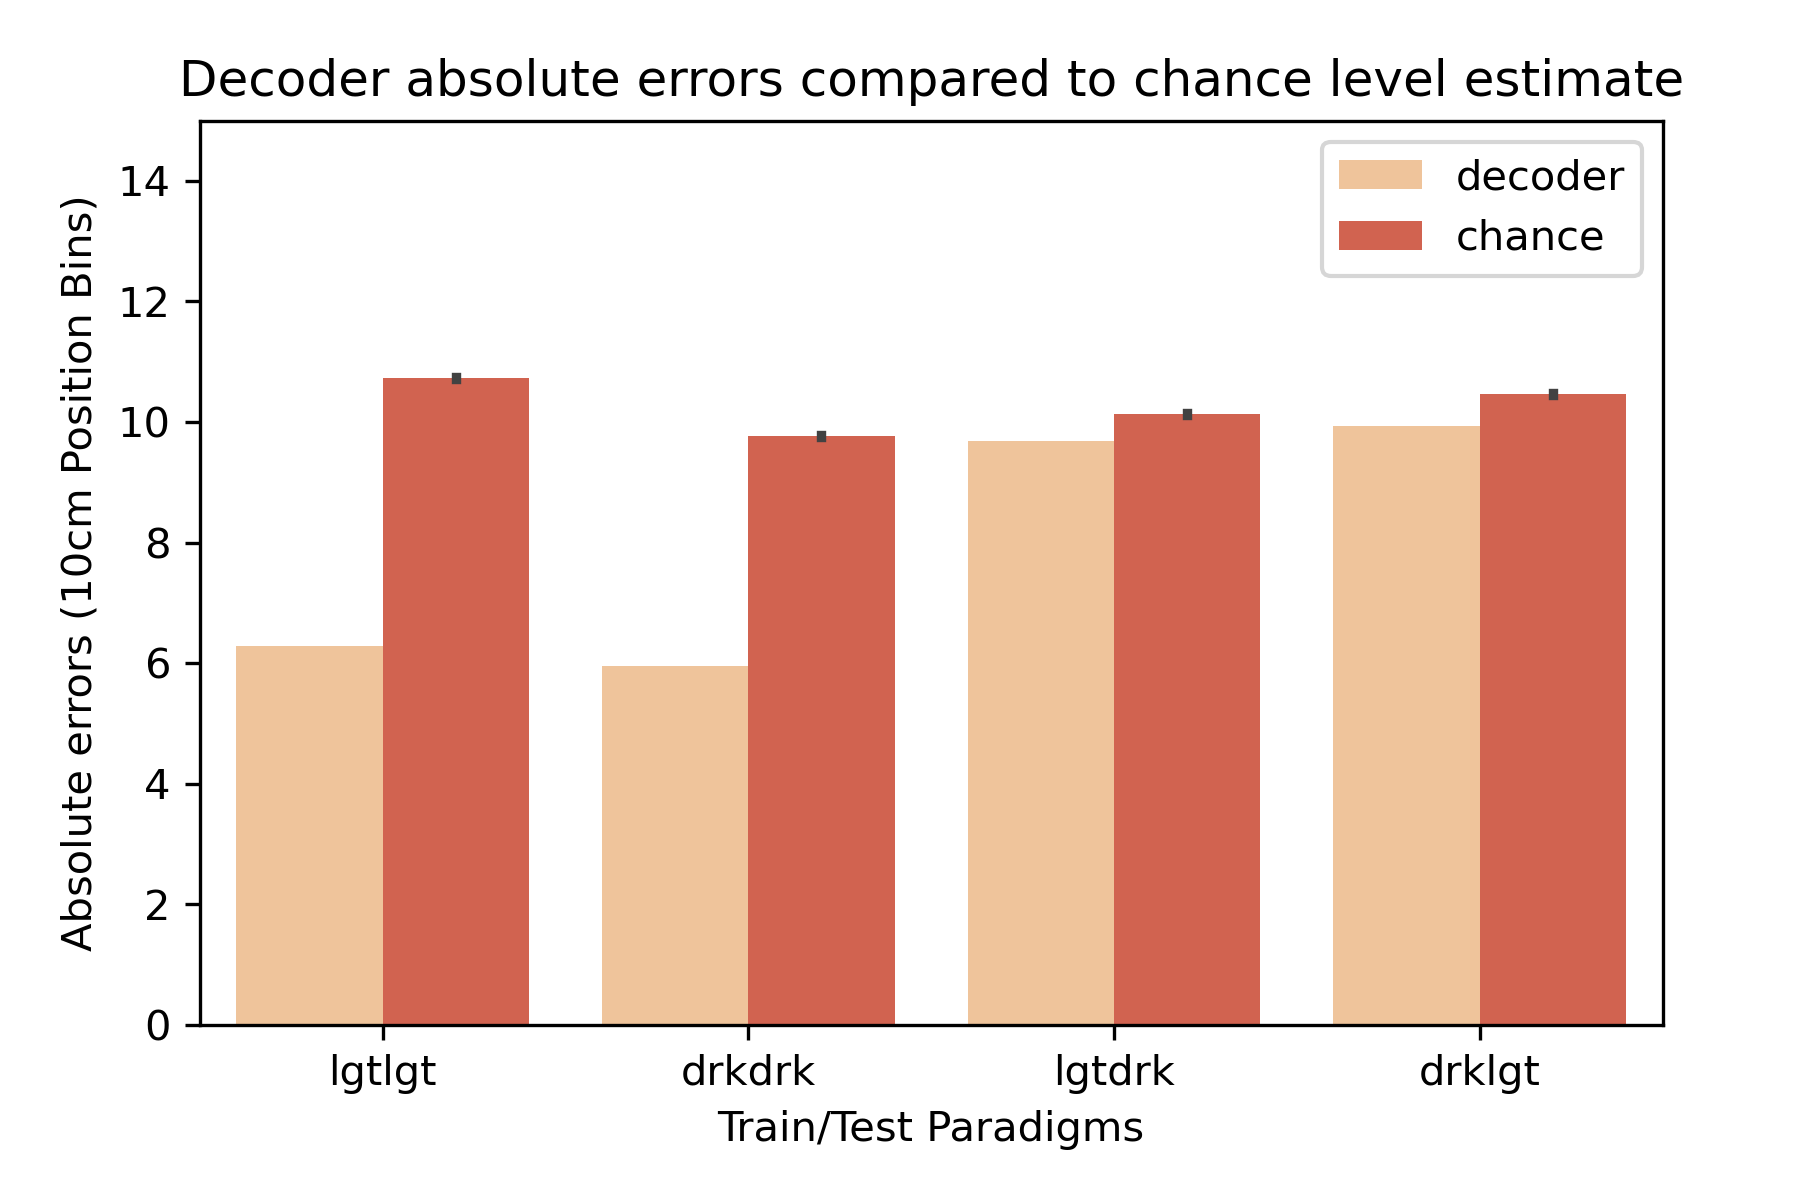 Decoder absolute errors compared to chance level estimate
decoder
chance
Absolute errors (10cm Position Bins)
14
12
10
8
6
4
2
0
lgtlgt drkdrk lgtdrk drklgt
Train/Test Paradigms